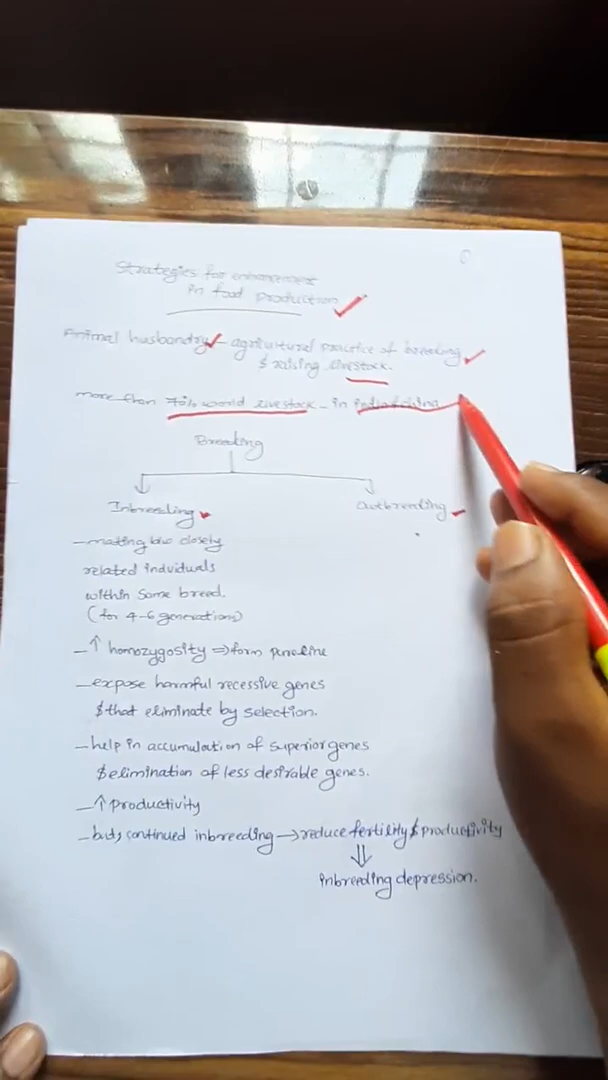 Strategies for enhancement
in food production
Animal husbandry - agricultural practice of breeding
& raising livestock.
more than 70% world livestock - in India & china
Breeding
Inbreeding
outbreeding
- mating b/w closely
related individuals
within same breed.
(for 4-6 generations)
- ↑ homozygosity ⇒ form pureline
- expose harmful recessive genes
& that eliminate by selection.
- help in accumulation of superior genes
& elimination of less desirable genes.
- ↑ productivity
- but, continued inbreeding → reduce fertility & productivity
⇓
inbreeding depression.